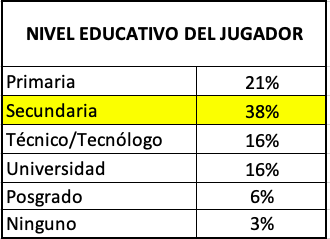 NIVEL EDUCATIVO DEL JUGADOR
Primaria 21%
Secundaria 38%
Técnico/Tecnólogo 16%
Universidad 16%
Posgrado 6%
Ninguno 3%